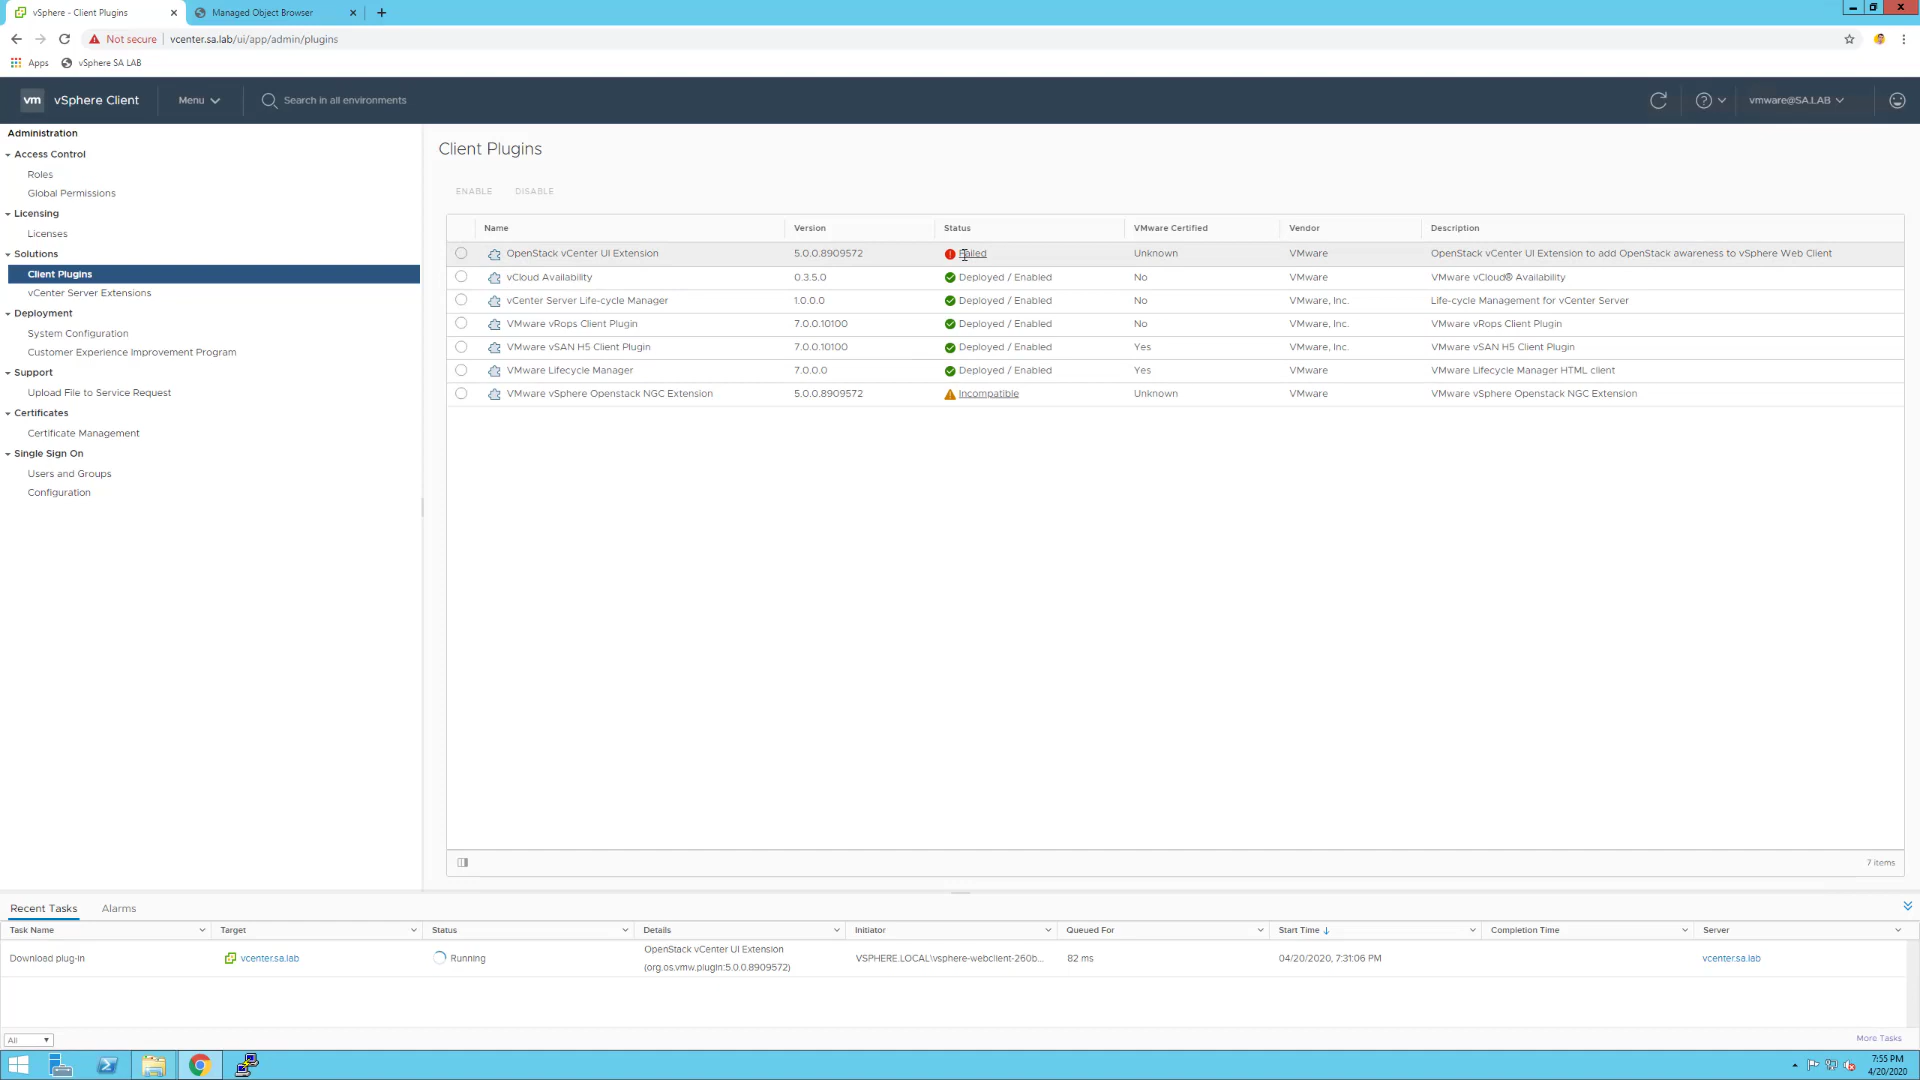 vSphere - Client Plugins
Managed Object Browser
Not secure
vcenter.sa.lab/ui/app/admin/plugins
Apps
vSphere SA LAB
vm
vSphere Client
Menu
Search in all environments
vmware@SA.LAB
Administration
Access Control
Roles
Global Permissions
Licensing
Licenses
Solutions
Client Plugins
vCenter Server Extensions
Deployment
System Configuration
Customer Experience Improvement Program
Support
Upload File to Service Request
Certificates
Certificate Management
Single Sign On
Users and Groups
Configuration
Client Plugins
ENABLE DISABLE
Name Version Status VMware Certified Vendor Description
OpenStack vCenter UI Extension 5.0.0.8909572 Failed Unknown VMware OpenStack vCenter UI Extension to add OpenStack awareness to vSphere Web Client
vCloud Availability 0.3.5.0 Deployed / Enabled No VMware VMware vCloud® Availability
vCenter Server Life-cycle Manager 1.0.0.0 Deployed / Enabled No VMware, Inc. Life-cycle Management for vCenter Server
VMware vRops Client Plugin 7.0.0.10100 Deployed / Enabled No VMware, Inc. VMware vRops Client Plugin
VMware vSAN H5 Client Plugin 7.0.0.10100 Deployed / Enabled Yes VMware, Inc. VMware vSAN H5 Client Plugin
VMware Lifecycle Manager 7.0.0.0 Deployed / Enabled Yes VMware VMware Lifecycle Manager HTML client
VMware vSphere Openstack NGC Extension 5.0.0.8909572 Incompatible Unknown VMware VMware vSphere Openstack NGC Extension
7 items
Recent Tasks Alarms
Task Name Target Status Details Initiator Queued For Start Time Completion Time Server
Download plug-in vcenter.sa.lab Running OpenStack vCenter UI Extension VSPHERE.LOCAL\vsphere-webclient-260b... 82 ms 04/20/2020, 7:31:06 PM vcenter.sa.lab
(org.os.vmw.plugin:5.0.0.8909572)
All
More Tasks
7:55 PM
4/20/2020